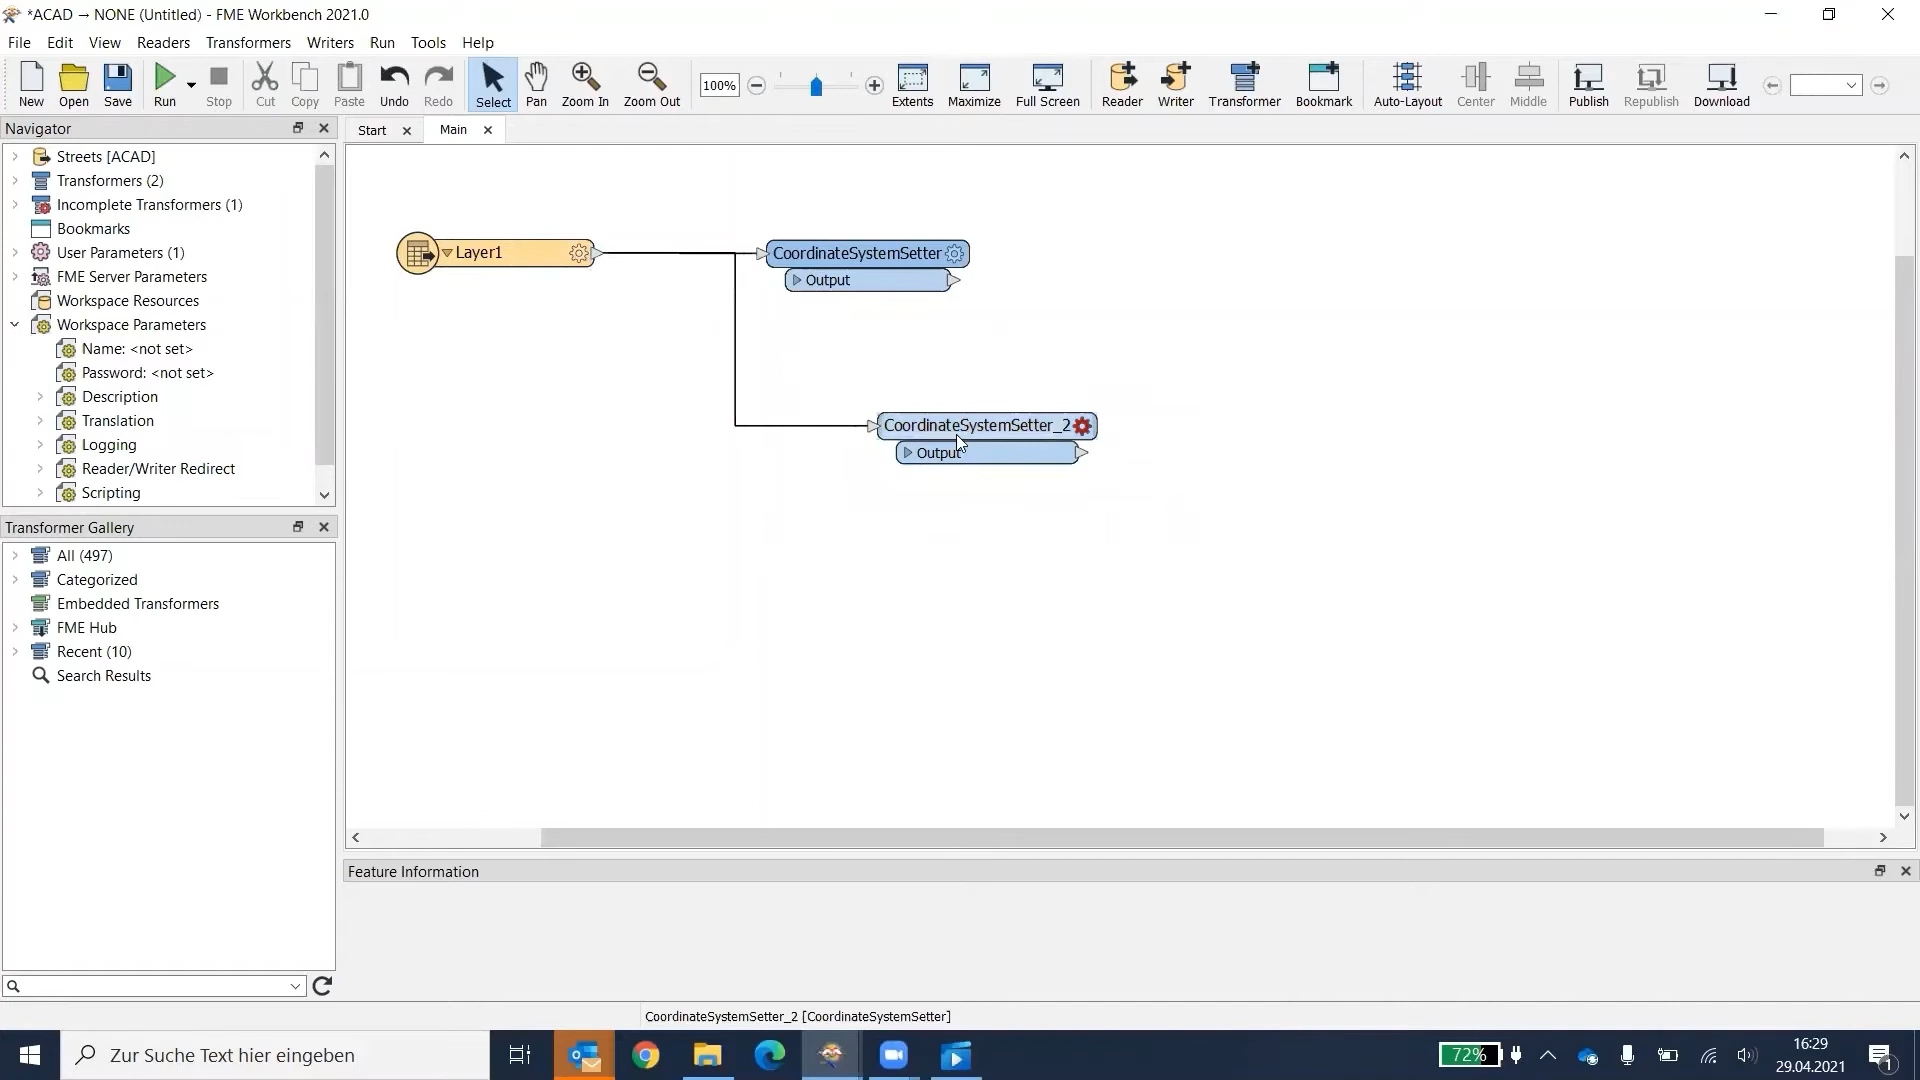 *ACAD → NONE (Untitled) - FME Workbench 2021.0
File Edit View Readers Transformers Writers Run Tools Help
New Open Save Run Stop Cut Copy Paste Undo Redo Select Pan Zoom In Zoom Out 100% Extents Maximize Full Screen Reader Writer Transformer Bookmark Auto-Layout Center Middle Publish Republish Download
Navigator
Streets [ACAD]
Transformers (2)
Incomplete Transformers (1)
Bookmarks
User Parameters (1)
FME Server Parameters
Workspace Resources
Workspace Parameters
Name: <not set>
Password: <not set>
Description
Translation
Logging
Reader/Writer Redirect
Scripting
Transformer Gallery
All (497)
Categorized
Embedded Transformers
FME Hub
Recent (10)
Search Results
Start Main
Layer1
CoordinateSystemSetter
Output
CoordinateSystemSetter_2
Output
Feature Information
CoordinateSystemSetter_2 [CoordinateSystemSetter]
Zur Suche Text hier eingeben
72%
16:29
29.04.2021
1